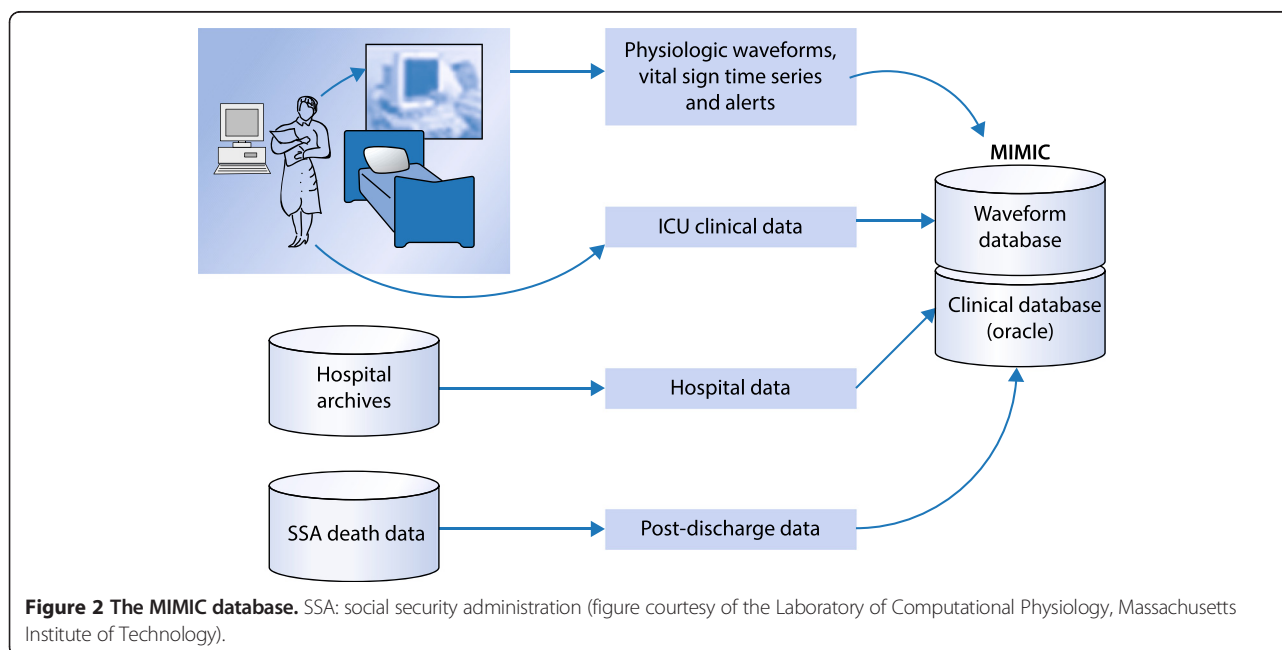 Physiologic waveforms,
vital sign time series
and alerts
MIMIC
Waveform
database
ICU clinical data
Clinical database
(oracle)
Hospital
archives
Hospital data
SSA death data
Post-discharge data
Figure 2 The MIMIC database. SSA: social security administration (figure courtesy of the Laboratory of Computational Physiology, Massachusetts
Institute of Technology).